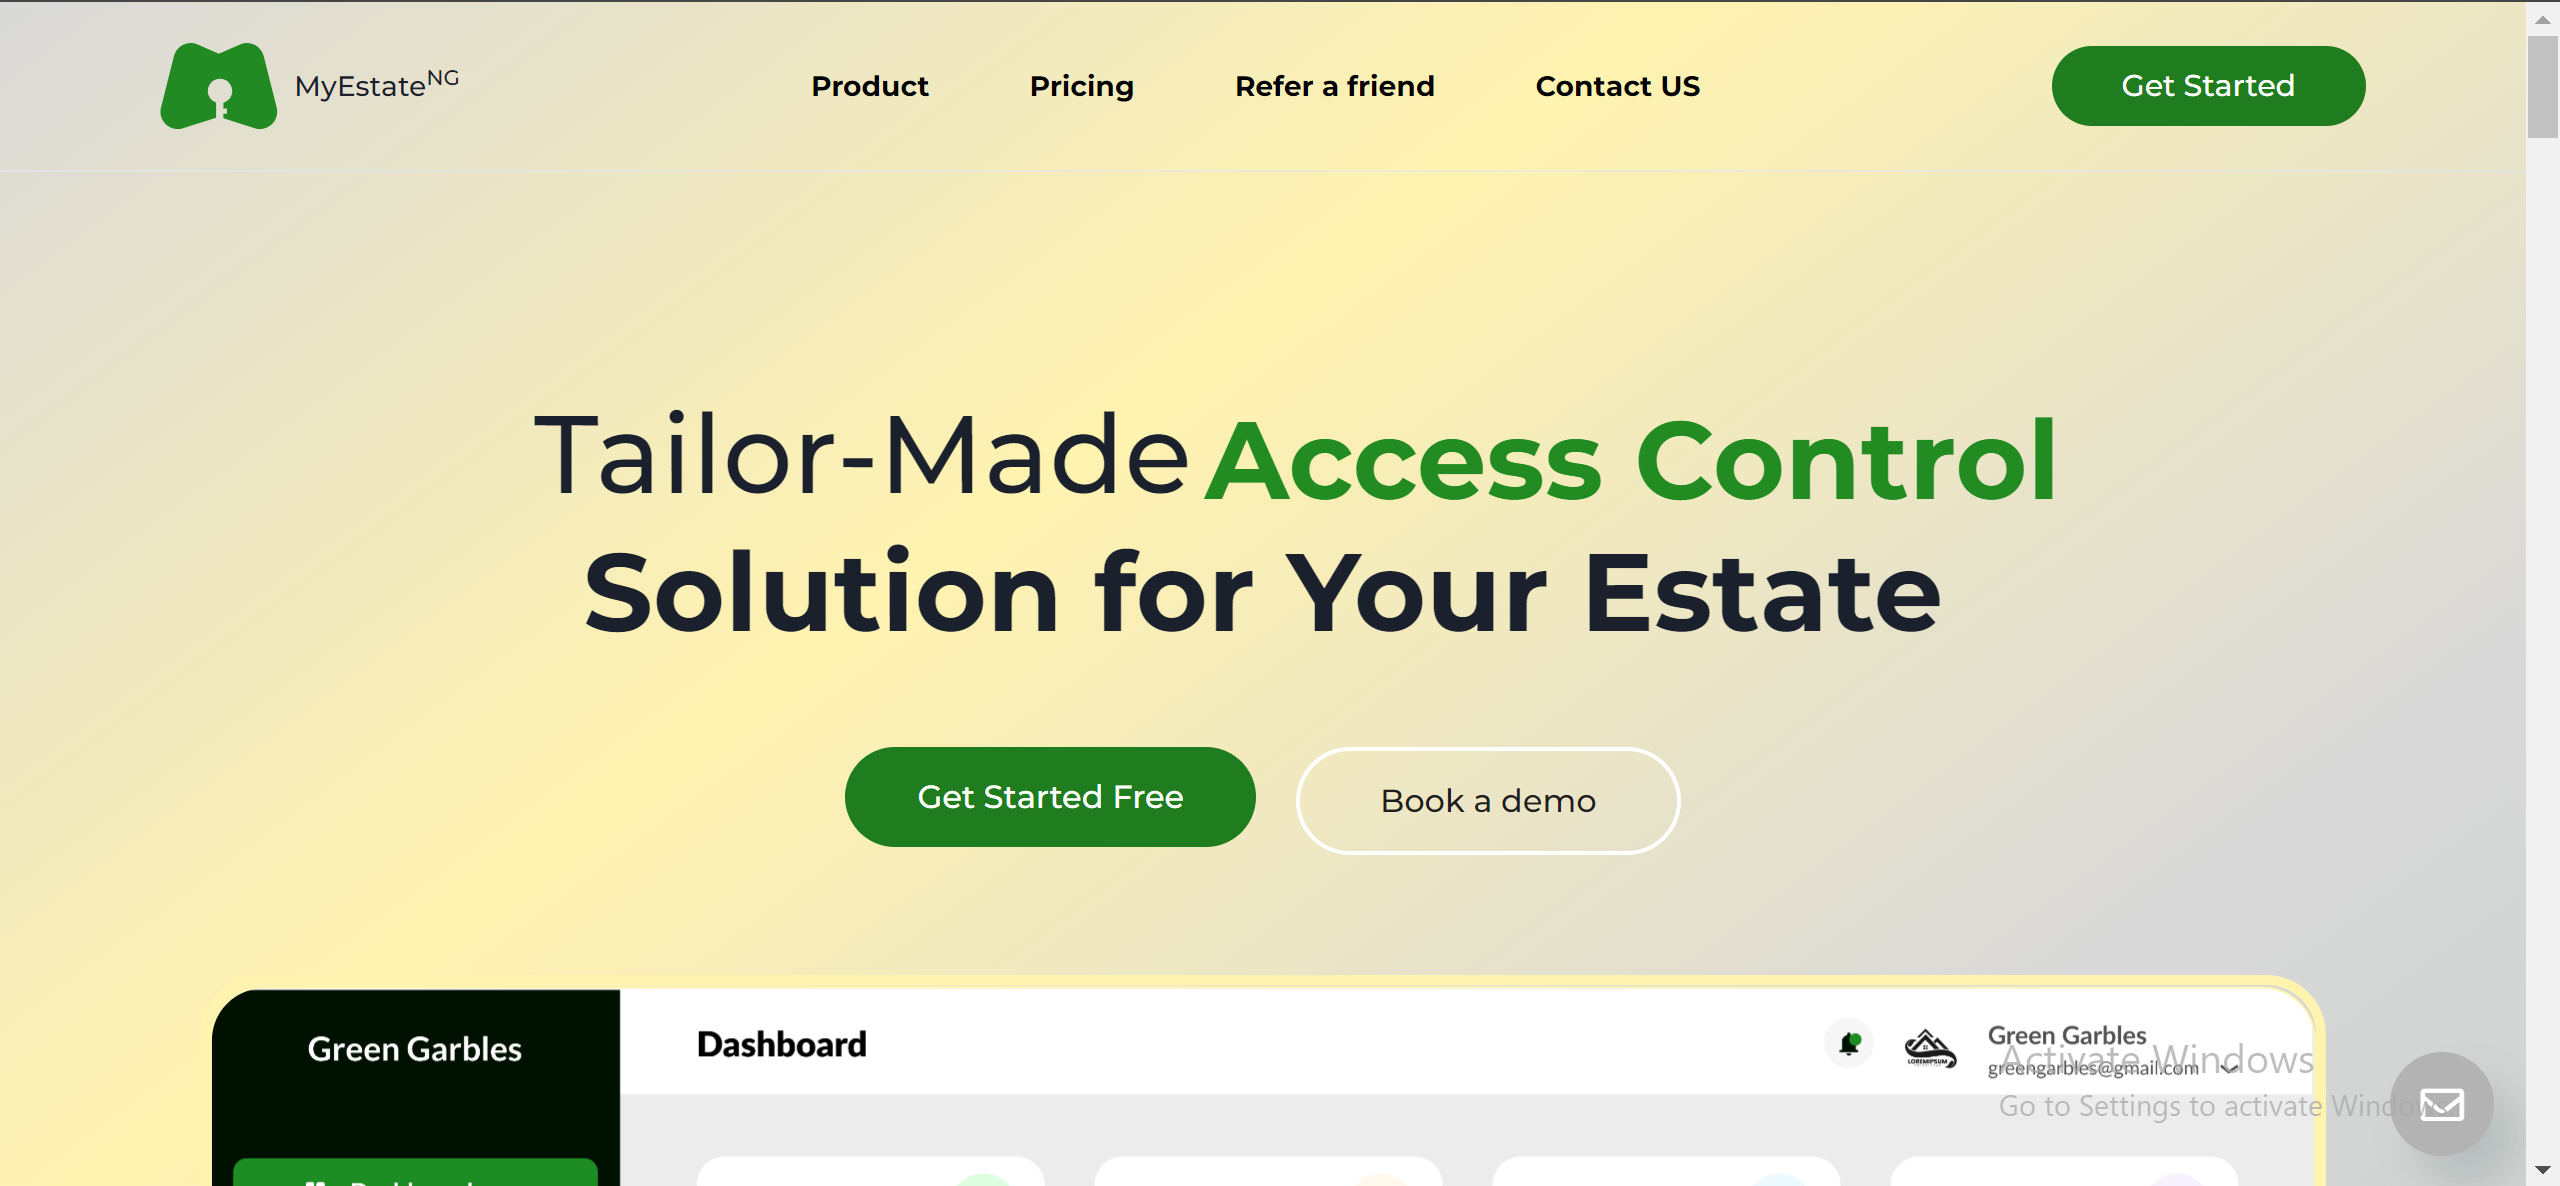 MyEstateNG
Product
Pricing
Refer a friend
Contact US
Get Started
Tailor-Made Access Control
Solution for Your Estate
Get Started Free
Book a demo
Green Garbles
Dashboard
LOREMIPSUM
Green Garbles
greengarbles@gmail.com
Activate Windows
Go to Settings to activate Windows